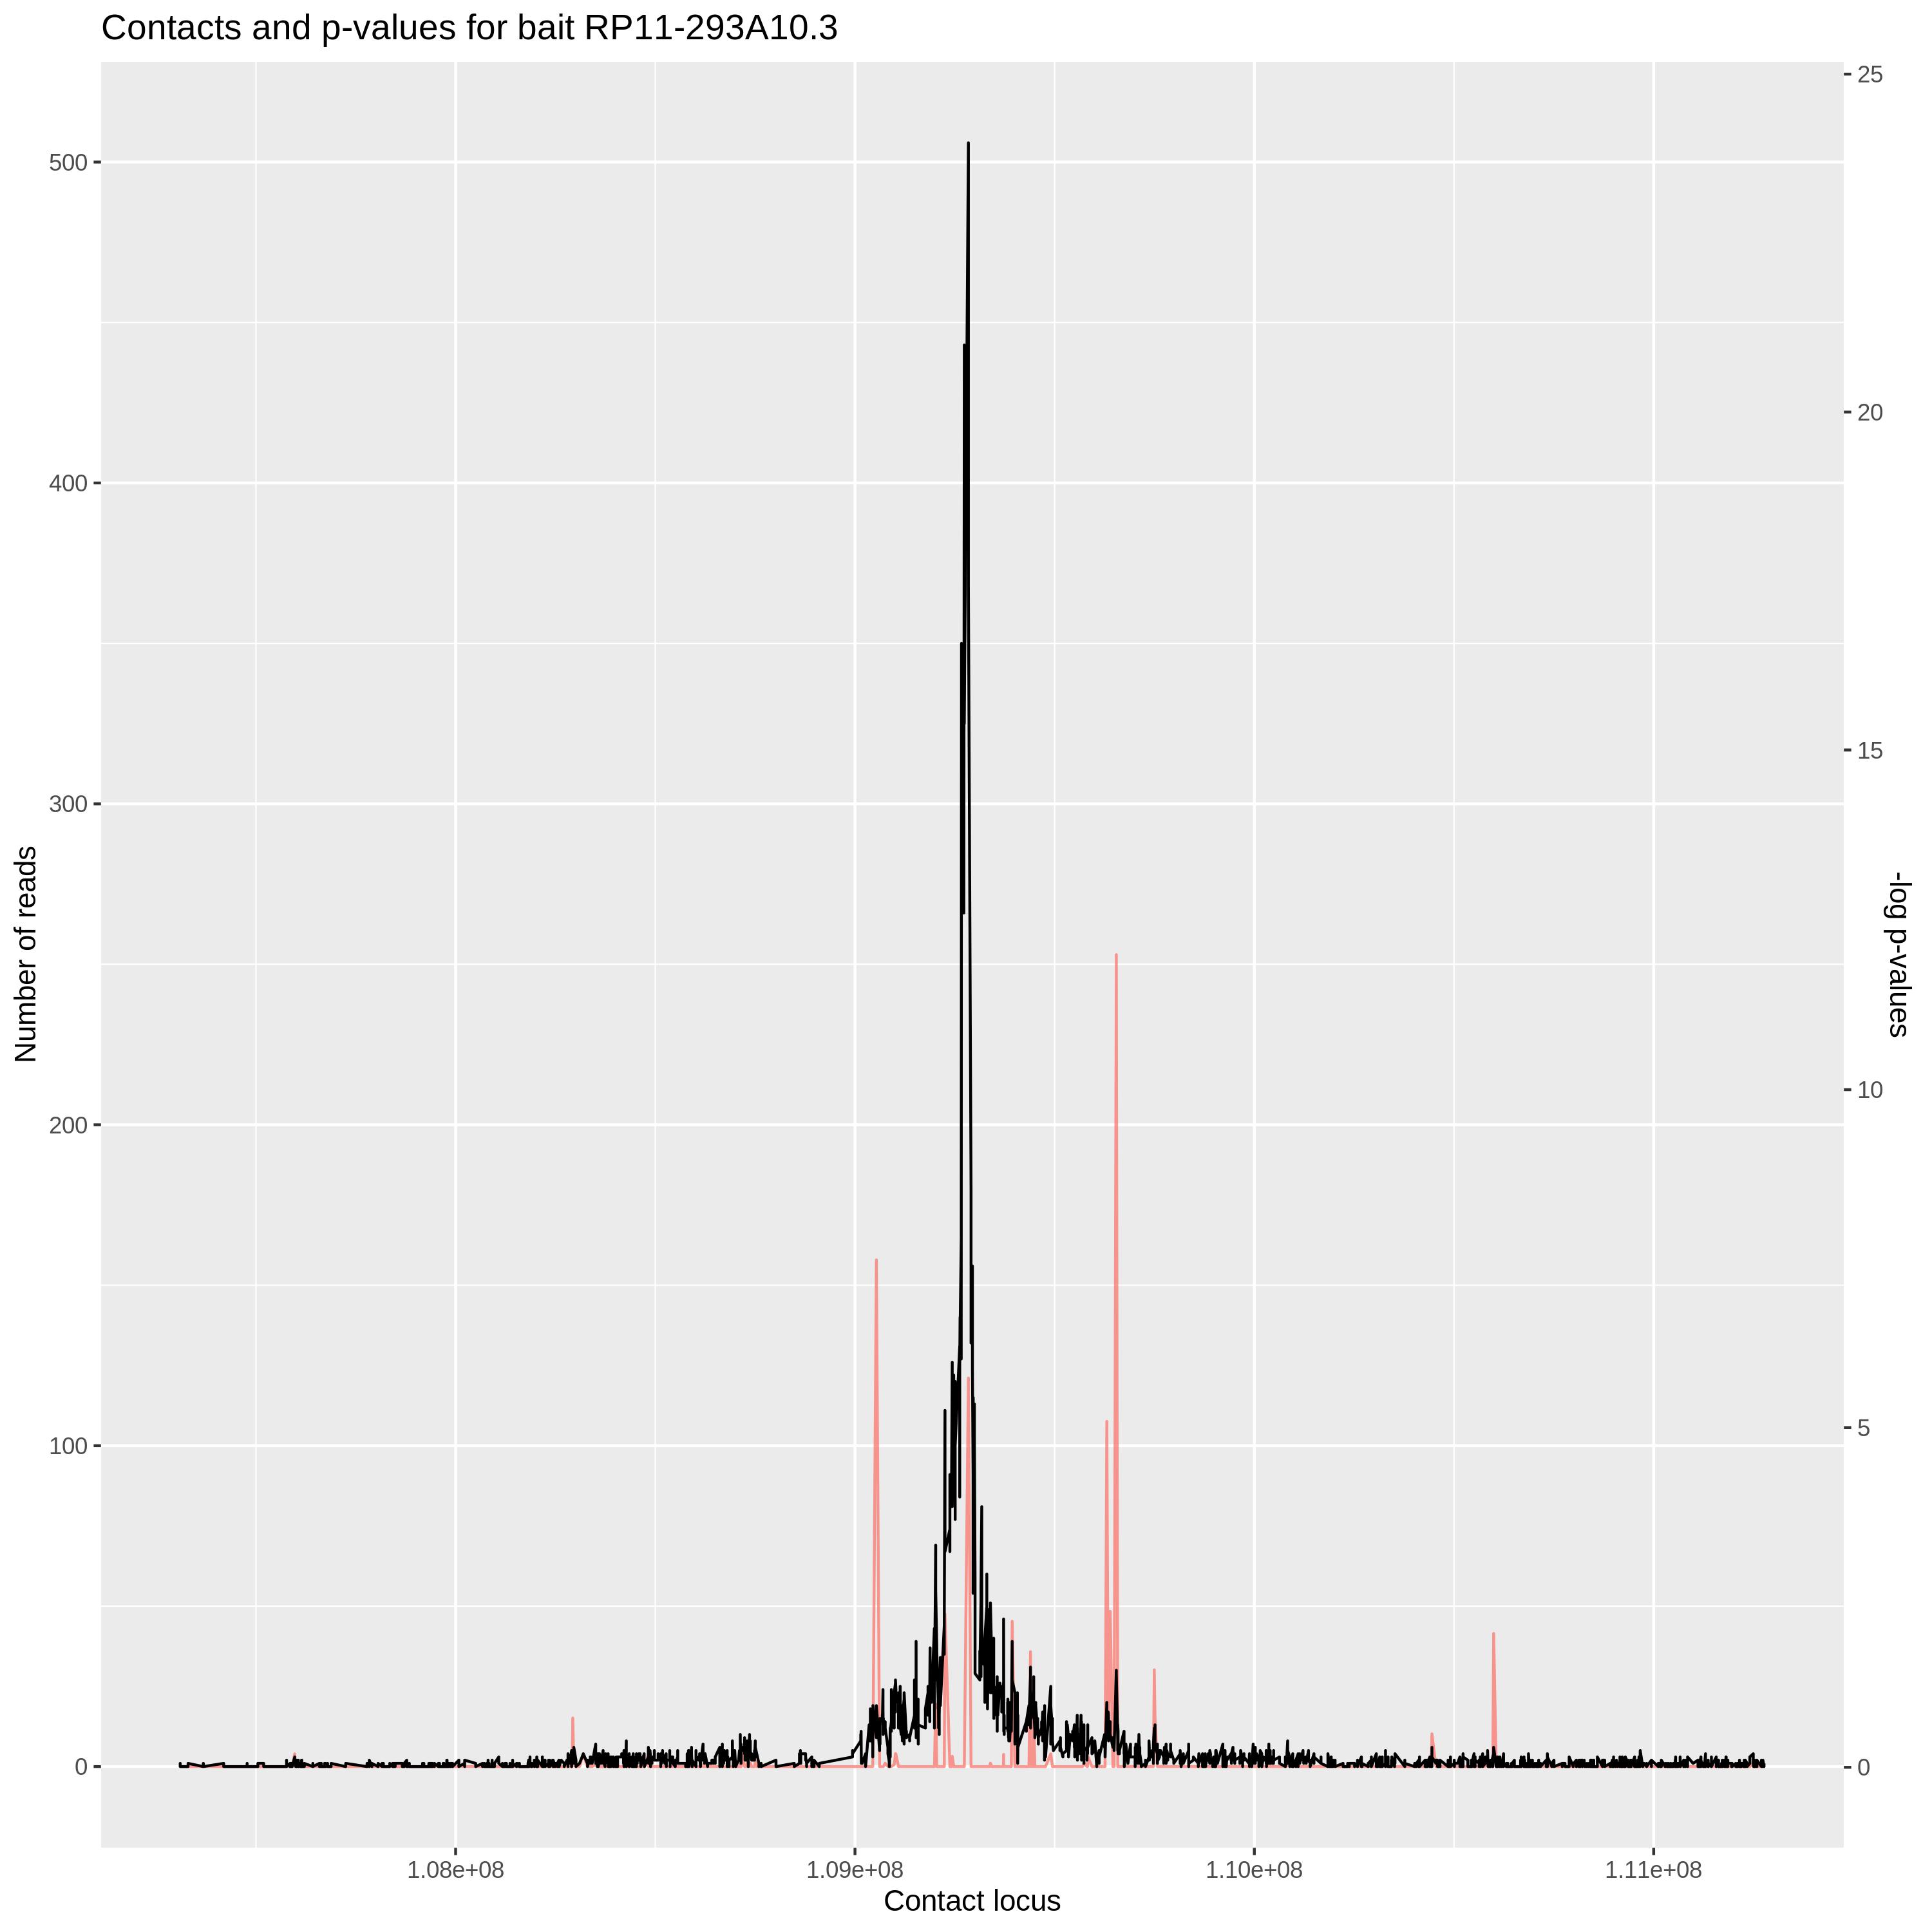 Contacts and p-values for bait RP11-293A10.3
500
400
300
200
100
0
Number of reads
25
20
15
10
5
0
-log p-values
1.08e+08
1.09e+08
1.10e+08
1.11e+08
Contact locus